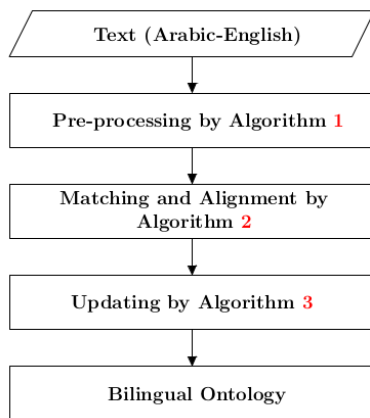 Text (Arabic-English)
Pre-processing by Algorithm 1
Matching and Alignment by
Algorithm 2
Updating by Algorithm 3
Bilingual Ontology